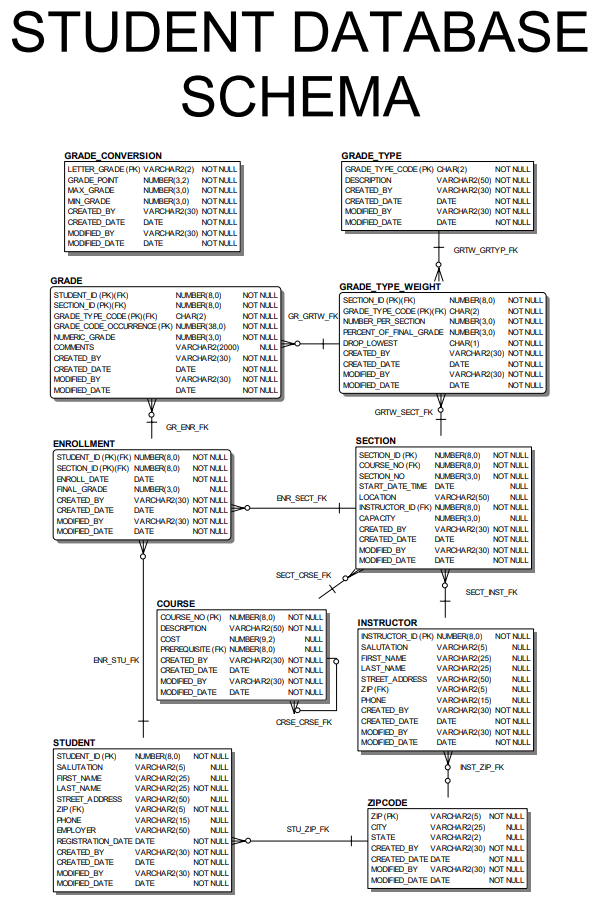 STUDENT DATABASE
SCHEMA
GRADE_CONVERSION
LETTER_GRADE (PK) VARCHAR2(2) NOT NULL
GRADE_POINT NUMBER(3,2) NOT NULL
MAX_GRADE NUMBER(3,0) NOT NULL
MIN_GRADE NUMBER(3,0) NOT NULL
CREATED_BY VARCHAR2(30) NOT NULL
CREATED_DATE DATE NOT NULL
MODIFIED_BY VARCHAR2(30) NOT NULL
MODIFIED_DATE DATE NOT NULL
GRADE_TYPE
GRADE_TYPE_CODE (PK) CHAR(2) NOT NULL
DESCRIPTION VARCHAR2(50) NOT NULL
CREATED_BY VARCHAR2(30) NOT NULL
CREATED_DATE DATE NOT NULL
MODIFIED_BY VARCHAR2(30) NOT NULL
MODIFIED_DATE DATE NOT NULL
GRTW_GRTYP_FK
GRADE
STUDENT_ID (PK)(FK) NUMBER(8,0) NOT NULL
SECTION_ID (PK)(FK) NUMBER(8,0) NOT NULL
GRADE_TYPE_CODE (PK)(FK) CHAR(2) NOT NULL
GRADE_CODE_OCCURRENCE (PK) NUMBER(38,0) NOT NULL
NUMERIC_GRADE NUMBER(3,0) NOT NULL
COMMENTS VARCHAR2(2000) NULL
CREATED_BY VARCHAR2(30) NOT NULL
CREATED_DATE DATE NOT NULL
MODIFIED_BY VARCHAR2(30) NOT NULL
MODIFIED_DATE DATE NOT NULL
GR_GRTW_FK
GRADE_TYPE_WEIGHT
SECTION_ID (PK)(FK) NUMBER(8,0) NOT NULL
GRADE_TYPE_CODE (PK)(FK) CHAR(2) NOT NULL
NUMBER_PER_SECTION NUMBER(3,0) NOT NULL
PERCENT_OF_FINAL_GRADE NUMBER(3,0) NOT NULL
DROP_LOWEST CHAR(1) NOT NULL
CREATED_BY VARCHAR2(30) NOT NULL
CREATED_DATE DATE NOT NULL
MODIFIED_BY VARCHAR2(30) NOT NULL
MODIFIED_DATE DATE NOT NULL
GR_ENR_FK
GRTW_SECT_FK
ENROLLMENT
STUDENT_ID (PK)(FK) NUMBER(8,0) NOT NULL
SECTION_ID (PK)(FK) NUMBER(8,0) NOT NULL
ENROLL_DATE DATE NOT NULL
FINAL_GRADE NUMBER(3,0) NULL
CREATED_BY VARCHAR2(30) NOT NULL
CREATED_DATE DATE NOT NULL
MODIFIED_BY VARCHAR2(30) NOT NULL
MODIFIED_DATE DATE NOT NULL
ENR_SECT_FK
SECTION
SECTION_ID (PK) NUMBER(8,0) NOT NULL
COURSE_NO (FK) NUMBER(8,0) NOT NULL
SECTION_NO NUMBER(3,0) NOT NULL
START_DATE_TIME DATE NULL
LOCATION VARCHAR2(50) NULL
INSTRUCTOR_ID (FK) NUMBER(8,0) NOT NULL
CAPACITY NUMBER(3,0) NULL
CREATED_BY VARCHAR2(30) NOT NULL
CREATED_DATE DATE NOT NULL
MODIFIED_BY VARCHAR2(30) NOT NULL
MODIFIED_DATE DATE NOT NULL
SECT_CRSE_FK
SECT_INST_FK
COURSE
COURSE_NO (PK) NUMBER(8,0) NOT NULL
DESCRIPTION VARCHAR2(50) NOT NULL
COST NUMBER(9,2) NULL
PREREQUISITE (FK) NUMBER(8,0) NULL
CREATED_BY VARCHAR2(30) NOT NULL
CREATED_DATE DATE NOT NULL
MODIFIED_BY VARCHAR2(30) NOT NULL
MODIFIED_DATE DATE NOT NULL
CRSE_CRSE_FK
ENR_STU_FK
INSTRUCTOR
INSTRUCTOR_ID (PK) NUMBER(8,0) NOT NULL
SALUTATION VARCHAR2(5) NULL
FIRST_NAME VARCHAR2(25) NULL
LAST_NAME VARCHAR2(25) NULL
STREET_ADDRESS VARCHAR2(50) NULL
ZIP (FK) VARCHAR2(5) NULL
PHONE VARCHAR2(15) NULL
CREATED_BY VARCHAR2(30) NOT NULL
CREATED_DATE DATE NOT NULL
MODIFIED_BY VARCHAR2(30) NOT NULL
MODIFIED_DATE DATE NOT NULL
INST_ZIP_FK
STUDENT
STUDENT_ID (PK) NUMBER(8,0) NOT NULL
SALUTATION VARCHAR2(5) NULL
FIRST_NAME VARCHAR2(25) NULL
LAST_NAME VARCHAR2(25) NOT NULL
STREET_ADDRESS VARCHAR2(50) NULL
ZIP (FK) VARCHAR2(5) NOT NULL
PHONE VARCHAR2(15) NULL
EMPLOYER VARCHAR2(50) NULL
REGISTRATION_DATE DATE NOT NULL
CREATED_BY VARCHAR2(30) NOT NULL
CREATED_DATE DATE NOT NULL
MODIFIED_BY VARCHAR2(30) NOT NULL
MODIFIED_DATE DATE NOT NULL
STU_ZIP_FK
ZIPCODE
ZIP (PK) VARCHAR2(5) NOT NULL
CITY VARCHAR2(25) NULL
STATE VARCHAR2(2) NULL
CREATED_BY VARCHAR2(30) NOT NULL
CREATED_DATE DATE NOT NULL
MODIFIED_BY VARCHAR2(30) NOT NULL
MODIFIED_DATE DATE NOT NULL